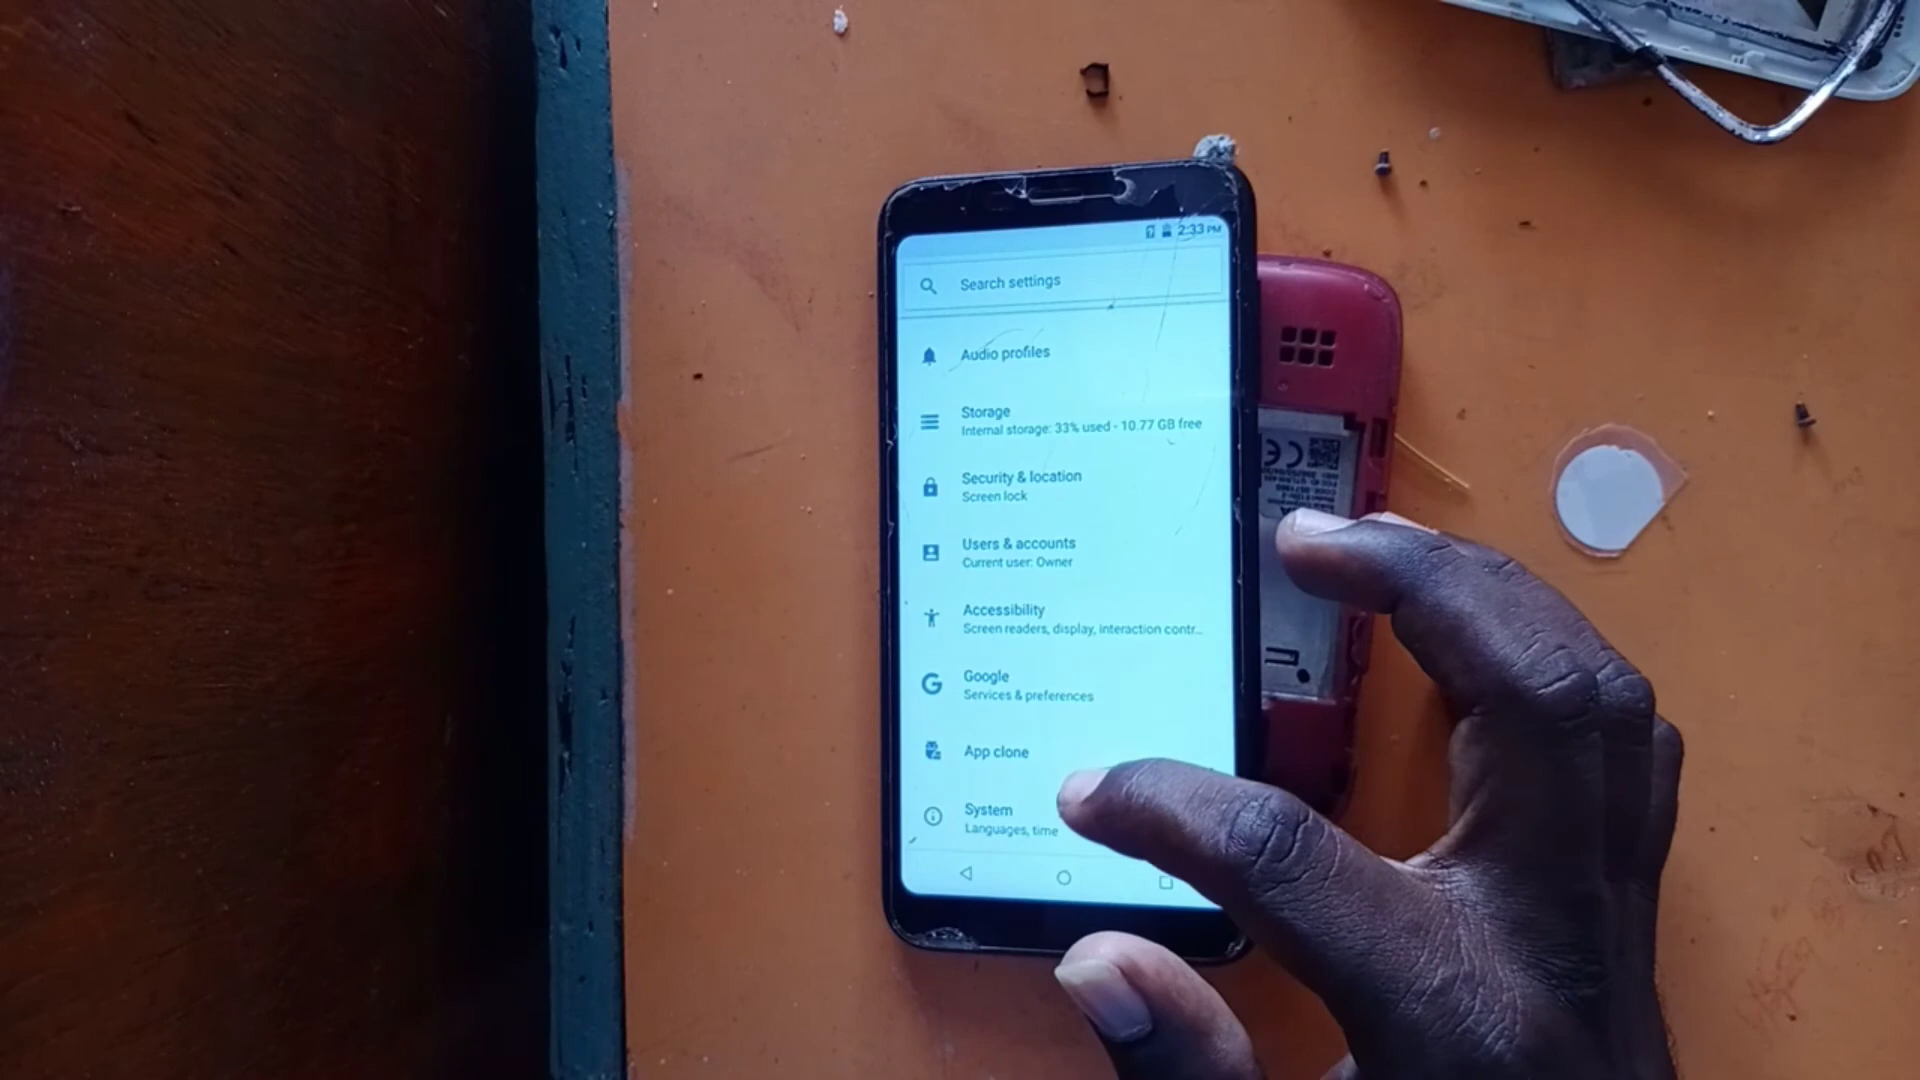 2:33 PM
Search settings
Audio profiles
Storage
Internal storage: 33% used - 10.77 GB free
Security & location
Screen lock
Users & accounts
Current user: Owner
Accessibility
Screen readers, display, interaction contr...
Google
Services & preferences
App clone
System
Languages, time
CE